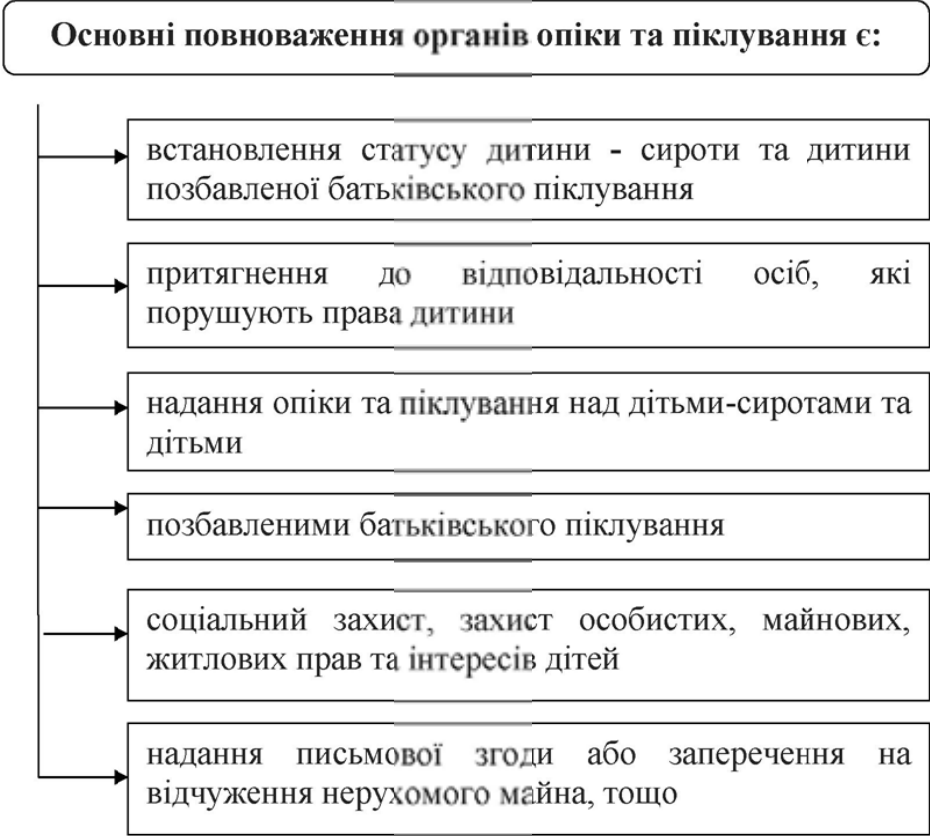 Основні повноваження органів опіки та піклування є:
встановлення статусу дитини - сироти та дитини
позбавленої батьківського піклування
притягнення до відповідальності осіб, які
порушують права дитини
надання опіки та піклування над дітьми-сиротами та
дітьми
позбавленими батьківського піклування
соціальний захист, захист особистих, майнових,
житлових прав та інтересів дітей
надання письмової згоди або заперечення на
відчуження нерухомого майна, тощо